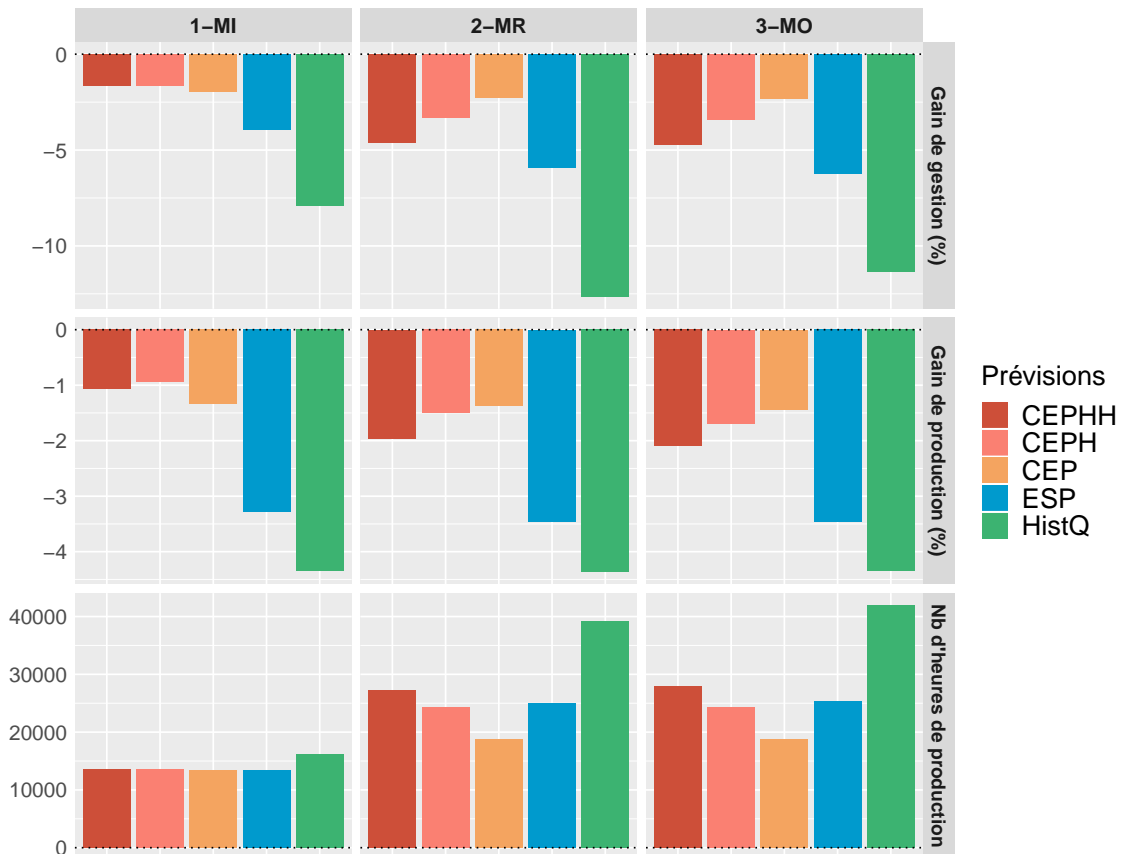 1−MI
2−MR
3−MO
0
−5
−10
Gain de gestion (%)
0
−1
−2
−3
−4
Gain de production (%)
40000
30000
20000
10000
0
Nb d'heures de production
Prévisions
CEPHH
CEPH
CEP
ESP
HistQ